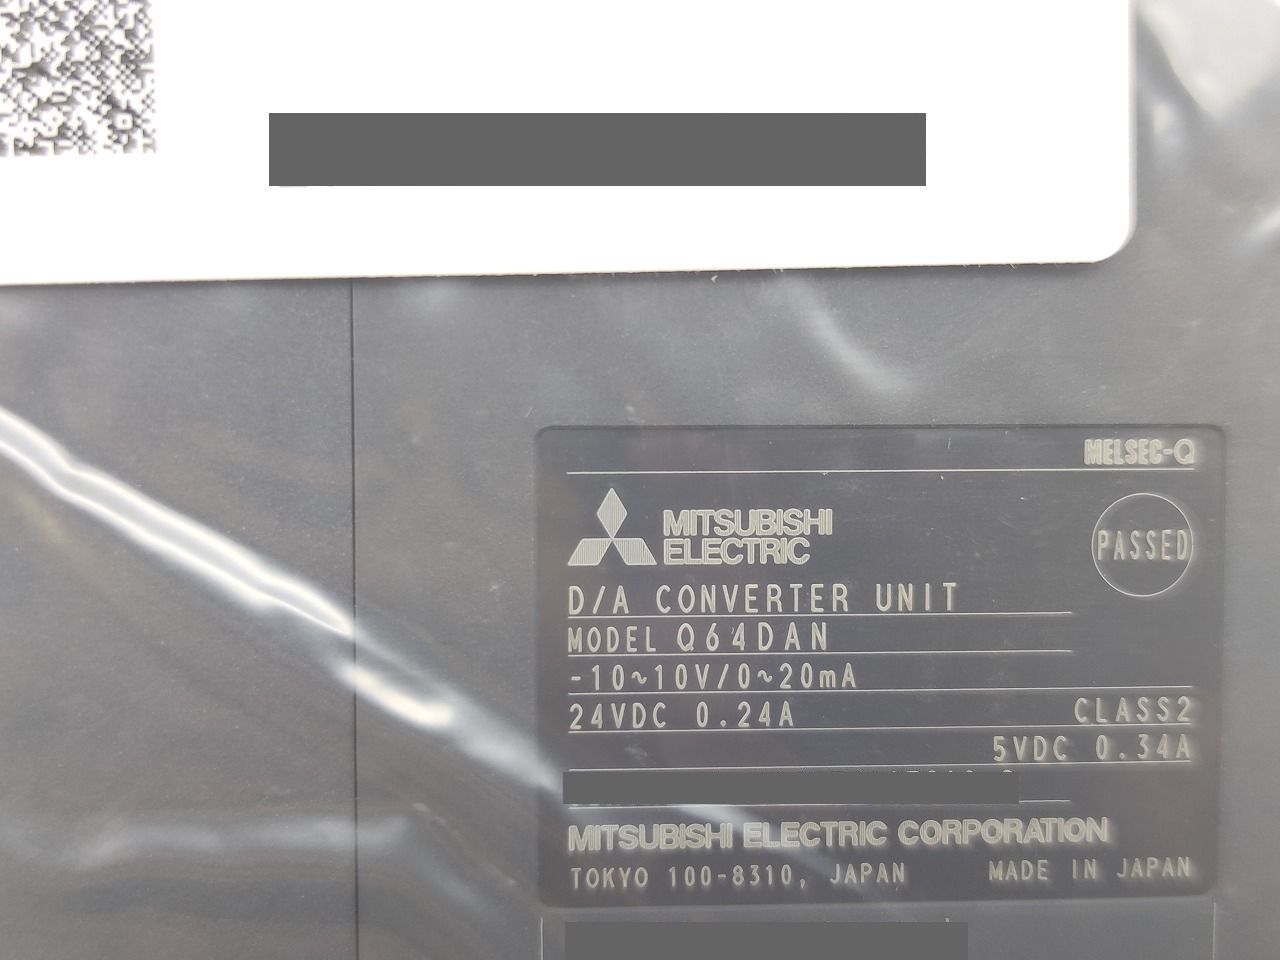 MELSEC-Q
MITSUBISHI
ELECTRIC
PASSED
D/A CONVERTER UNIT
MODEL Q64DAN
-10~10V/0~20mA
24VDC 0.24A CLASS2
5VDC 0.34A
MITSUBISHI ELECTRIC CORPORATION
TOKYO 100-8310, JAPAN MADE IN JAPAN